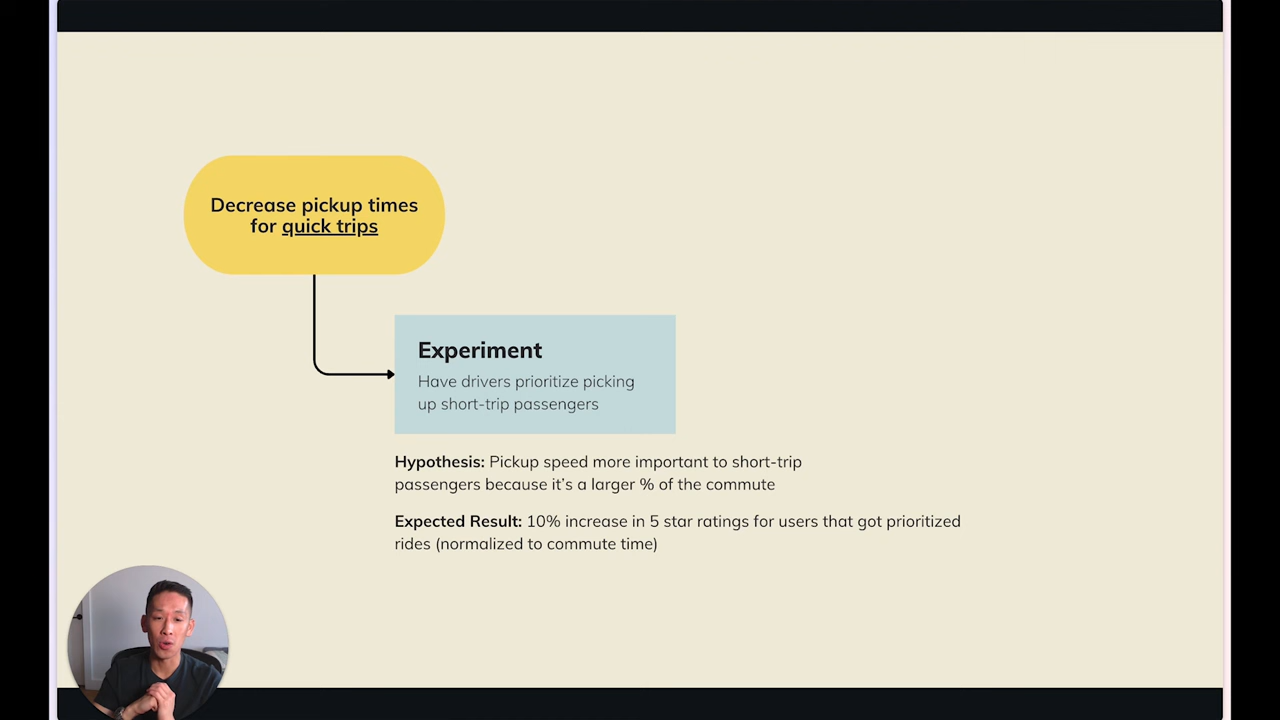 Decrease pickup times
for quick trips
Experiment
Have drivers prioritize picking
up short-trip passengers
Hypothesis: Pickup speed more important to short-trip
passengers because it’s a larger % of the commute
Expected Result: 10% increase in 5 star ratings for users that got prioritized
rides (normalized to commute time)